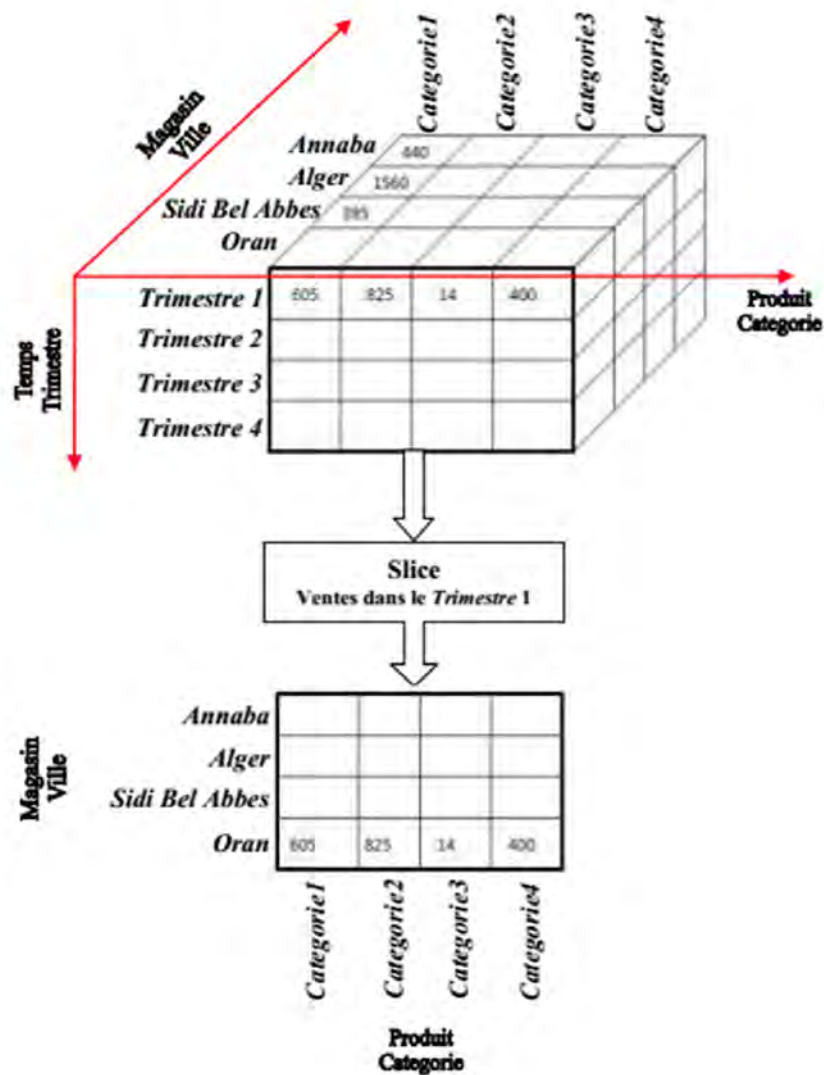 Categorie1
Categorie2
Categorie3
Categorie4
Magasin
Ville
Annaba
440
Alger
1560
Sidi Bel Abbes
Oran
Temps
Trimestre
Trimestre 1
605
825
14
400
Produit
Categorie
Trimestre 2
Trimestre 3
Trimestre 4
Slice
Ventes dans le Trimestre 1
Magasin
Ville
Annaba
Alger
Sidi Bel Abbes
Oran
605
825
14
400
Categorie1
Categorie2
Categorie3
Categorie4
Produit
Categorie